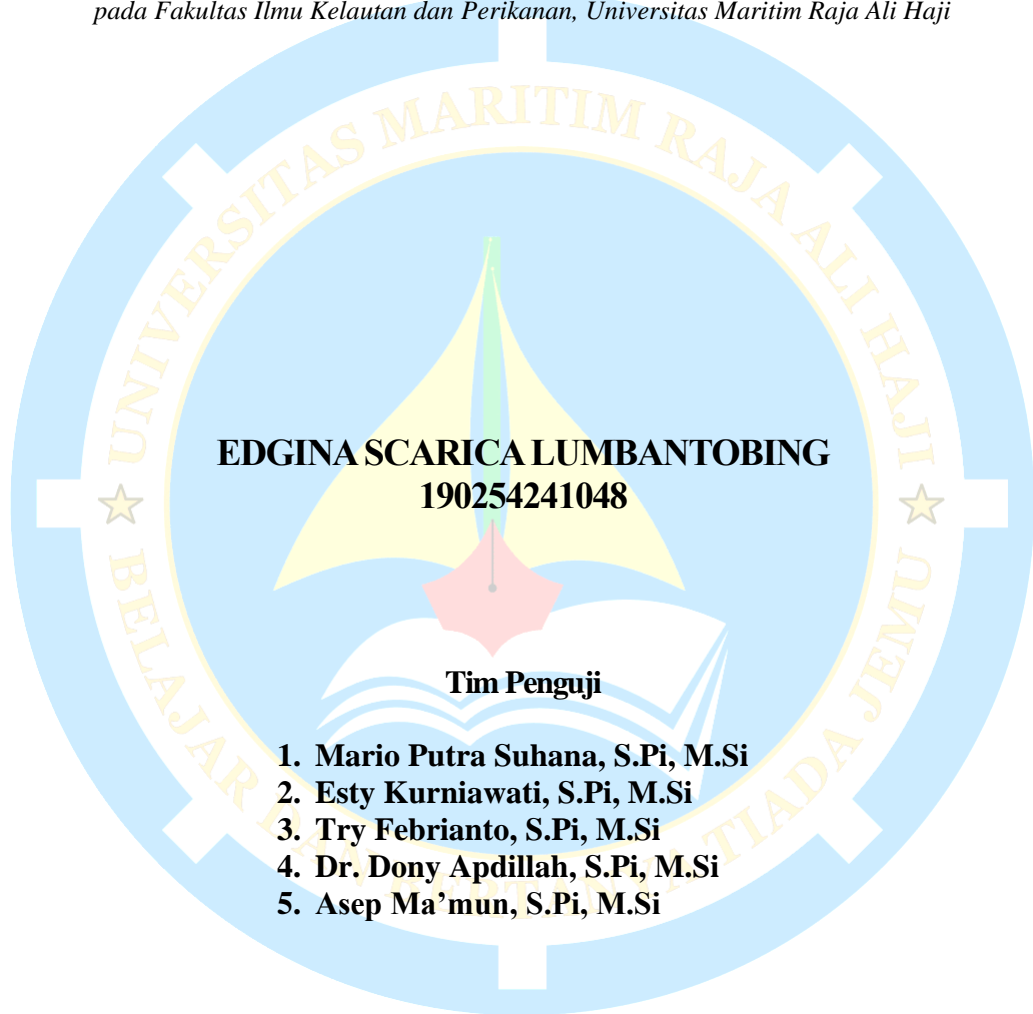 pada Fakultas Ilmu Kelautan dan Perikanan, Universitas Maritim Raja Ali Haji
UNIVERSITAS MARITIM RAJA ALI HAJI
EDGINA SCARICA LUMBANTOBING
190254241048
Tim Penguji
1. Mario Putra Suhana, S.Pi, M.Si
2. Esty Kurniawati, S.Pi, M.Si
3. Try Febrianto, S.Pi, M.Si
4. Dr. Dony Apdillah, S.Pi, M.Si
5. Asep Ma’mun, S.Pi, M.Si
BELAJAR DAN BERTANYA TIADA JEMU